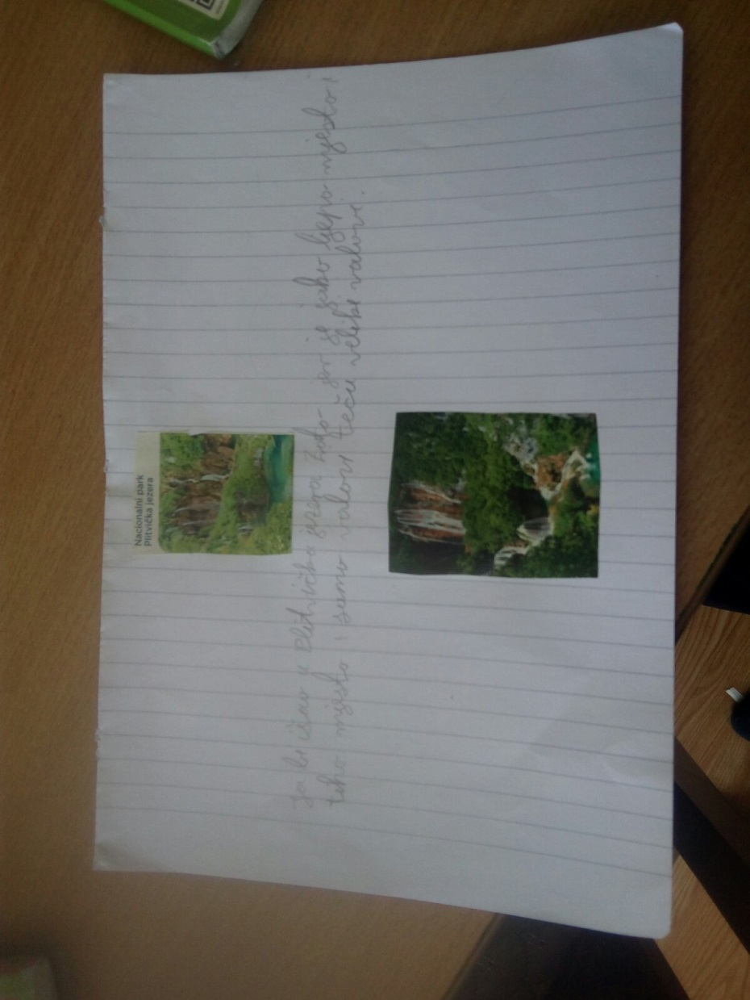 Nacionalni park
Plitvička jezera
Ja bi išao u Plitvička jezera zato- jer je jako ljepo mjesto i
tiho mjesto i samo valovi teču veliki valovi.